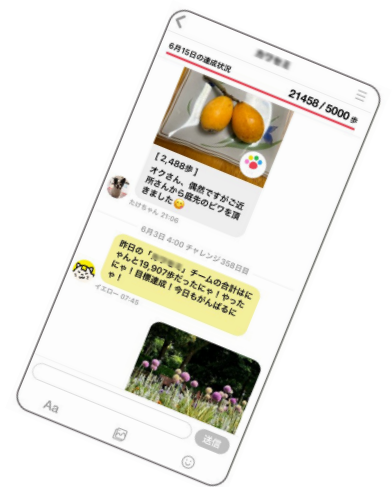 6月15日の達成状況
21458 / 5000 歩
[ 2,488歩 ]
オクさん、偶然ですがご近
所さんから庭先のビワを頂
きました😋
たけちゃん 21:06
6月3日 4:00 チャレンジ358日目
昨日の「 」チームの合計はに
ゃんと19,907歩だったにゃ！やった
にゃ！目標達成！今日もがんばるに
ゃ！
イエロー 07:45
Aa
送信